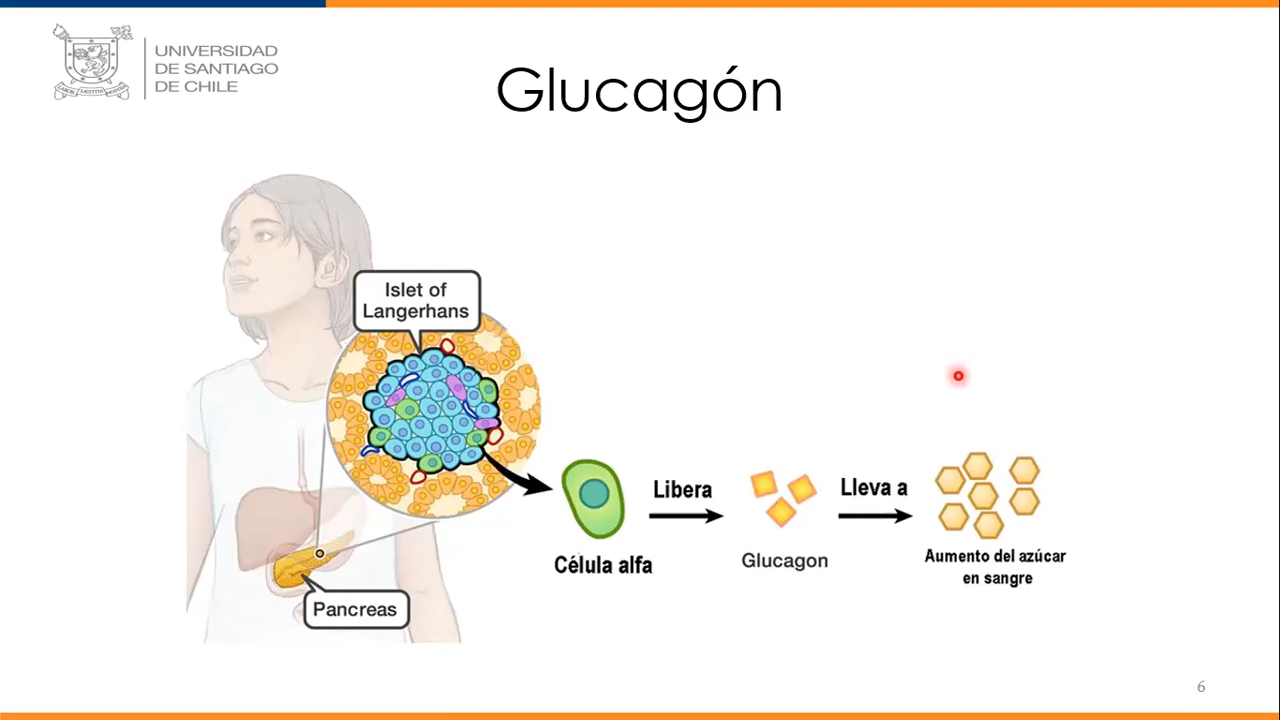 UNIVERSIDAD
DE SANTIAGO
DE CHILE
Glucagón
Islet of
Langerhans
Pancreas
Célula alfa
Libera
Glucagon
Lleva a
Aumento del azúcar
en sangre
6